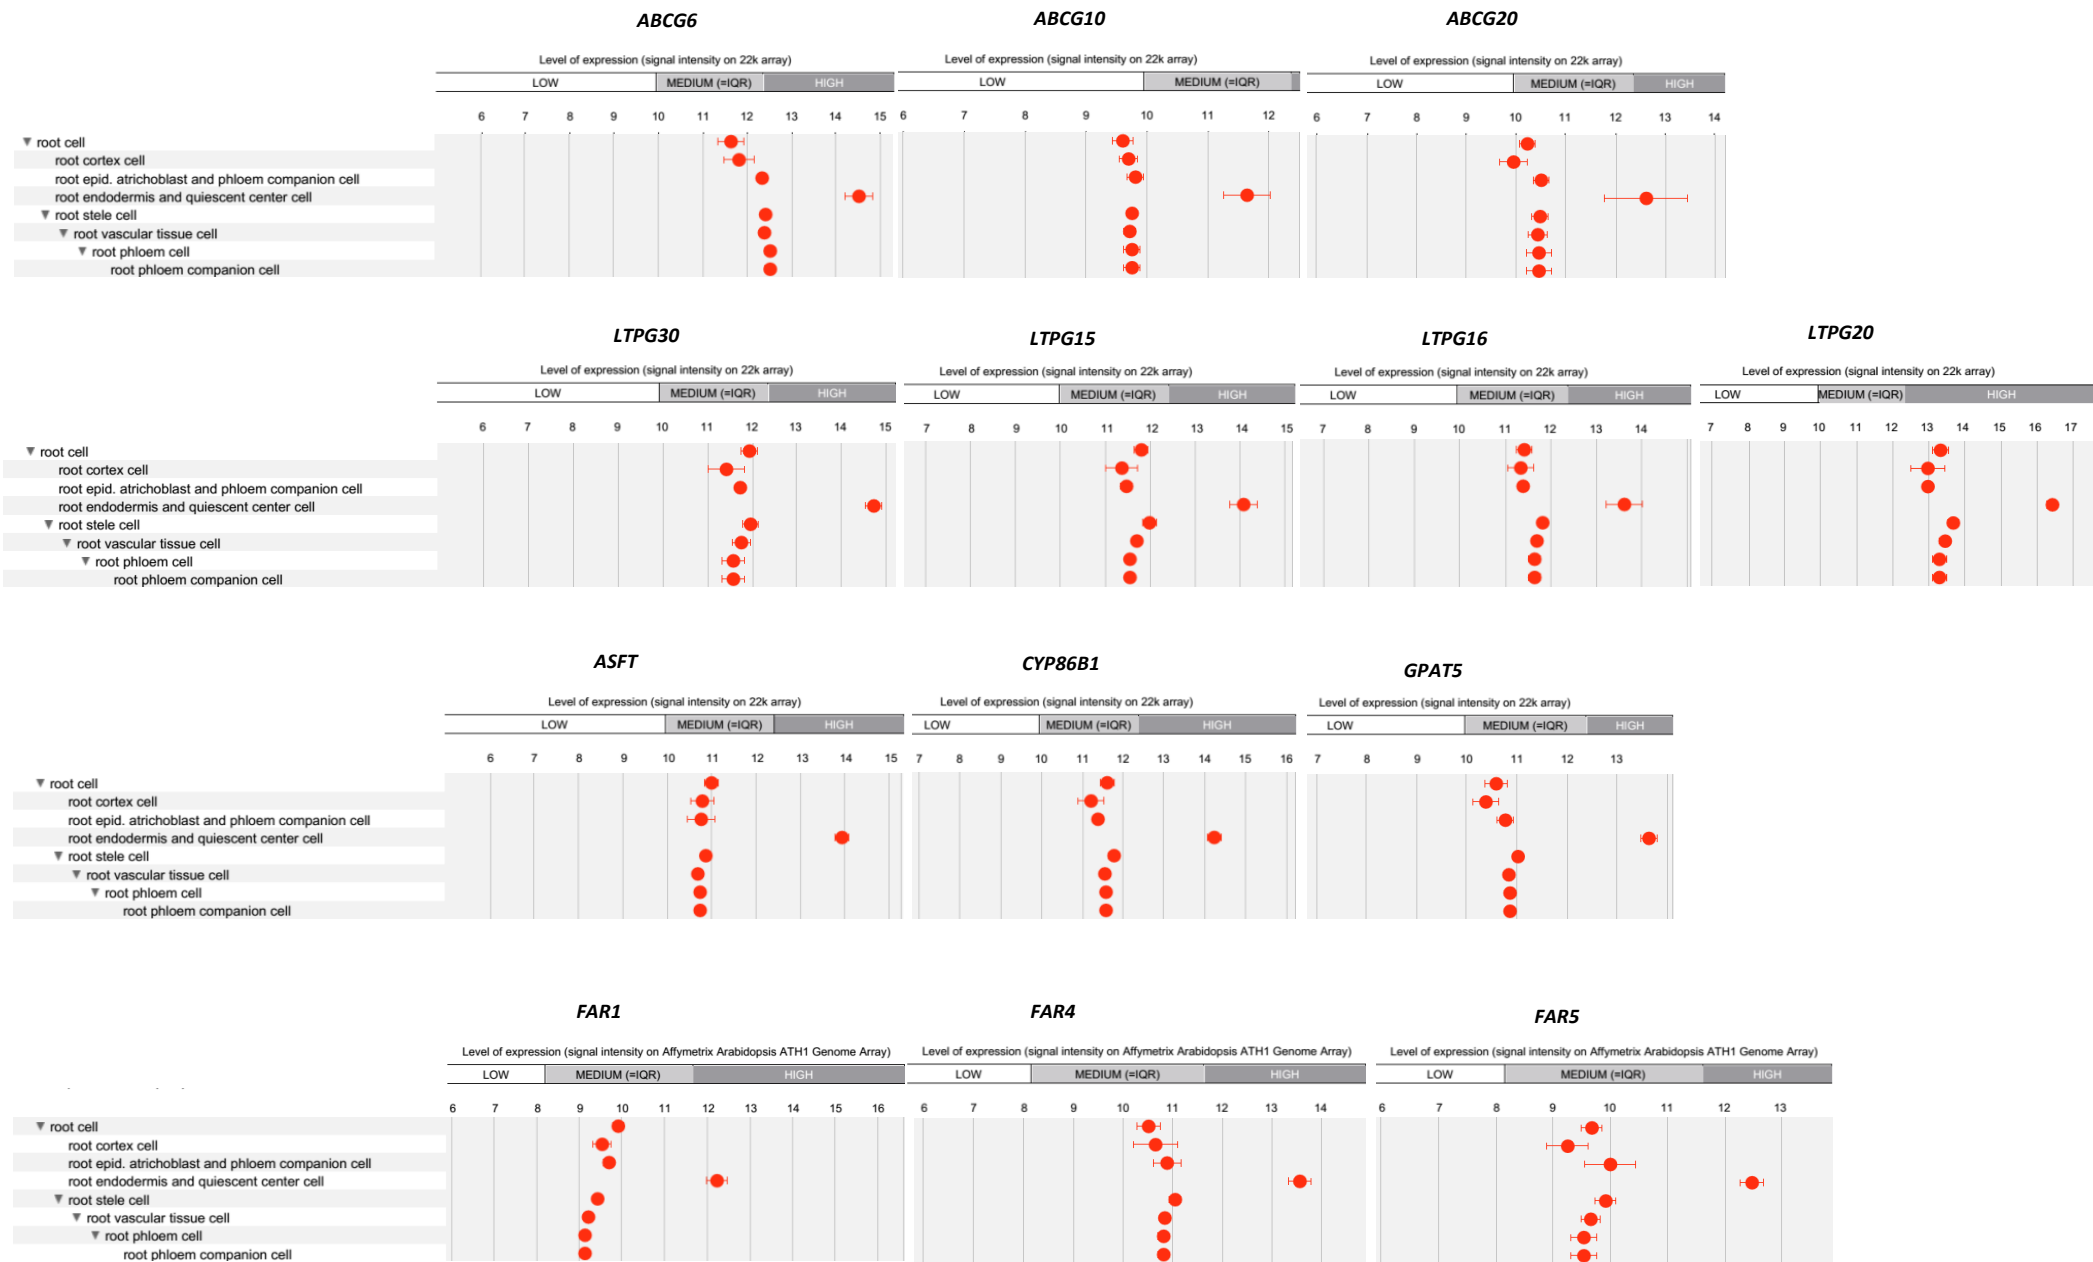 ABCG6 ABCG10 ABCG20
Level of expression (signal intensity on 22k array) Level of expression (signal intensity on 22k array) Level of expression (signal intensity on 22k array)
LOW MEDIUM (=IQR) HIGH LOW MEDIUM (=IQR) LOW MEDIUM (=IQR) HIGH
6 7 8 9 10 11 12 13 14 15 6 7 8 9 10 11 12 6 7 8 9 10 11 12 13 14
▼ root cell
root cortex cell
root epid. atrichoblast and phloem companion cell
root endodermis and quiescent center cell
▼ root stele cell
▼ root vascular tissue cell
▼ root phloem cell
root phloem companion cell
LTPG30 LTPG15 LTPG16 LTPG20
Level of expression (signal intensity on 22k array) Level of expression (signal intensity on 22k array) Level of expression (signal intensity on 22k array) Level of expression (signal intensity on 22k array)
LOW MEDIUM (=IQR) HIGH LOW MEDIUM (=IQR) HIGH LOW MEDIUM (=IQR) HIGH LOW MEDIUM (=IQR) HIGH
6 7 8 9 10 11 12 13 14 15 7 8 9 10 11 12 13 14 15 7 8 9 10 11 12 13 14 7 8 9 10 11 12 13 14 15 16 17
▼ root cell
root cortex cell
root epid. atrichoblast and phloem companion cell
root endodermis and quiescent center cell
▼ root stele cell
▼ root vascular tissue cell
▼ root phloem cell
root phloem companion cell
ASFT CYP86B1 GPAT5
Level of expression (signal intensity on 22k array) Level of expression (signal intensity on 22k array) Level of expression (signal intensity on 22k array)
LOW MEDIUM (=IQR) HIGH LOW MEDIUM (=IQR) HIGH LOW MEDIUM (=IQR) HIGH
6 7 8 9 10 11 12 13 14 15 7 8 9 10 11 12 13 14 15 16 7 8 9 10 11 12 13
▼ root cell
root cortex cell
root epid. atrichoblast and phloem companion cell
root endodermis and quiescent center cell
▼ root stele cell
▼ root vascular tissue cell
▼ root phloem cell
root phloem companion cell
FAR1 FAR4 FAR5
Level of expression (signal intensity on Affymetrix Arabidopsis ATH1 Genome Array) Level of expression (signal intensity on Affymetrix Arabidopsis ATH1 Genome Array) Level of expression (signal intensity on Affymetrix Arabidopsis ATH1 Genome Array)
LOW MEDIUM (=IQR) HIGH LOW MEDIUM (=IQR) HIGH LOW MEDIUM (=IQR) HIGH
6 7 8 9 10 11 12 13 14 15 16 6 7 8 9 10 11 12 13 14 6 7 8 9 10 11 12 13
▼ root cell
root cortex cell
root epid. atrichoblast and phloem companion cell
root endodermis and quiescent center cell
▼ root stele cell
▼ root vascular tissue cell
▼ root phloem cell
root phloem companion cell